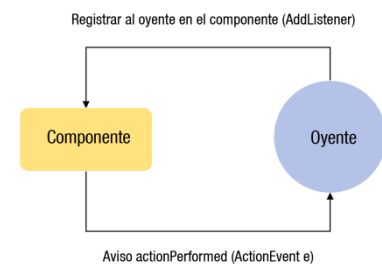 Registrar al oyente en el componente (AddListener)
Componente
Oyente
Aviso actionPerformed (ActionEvent e)